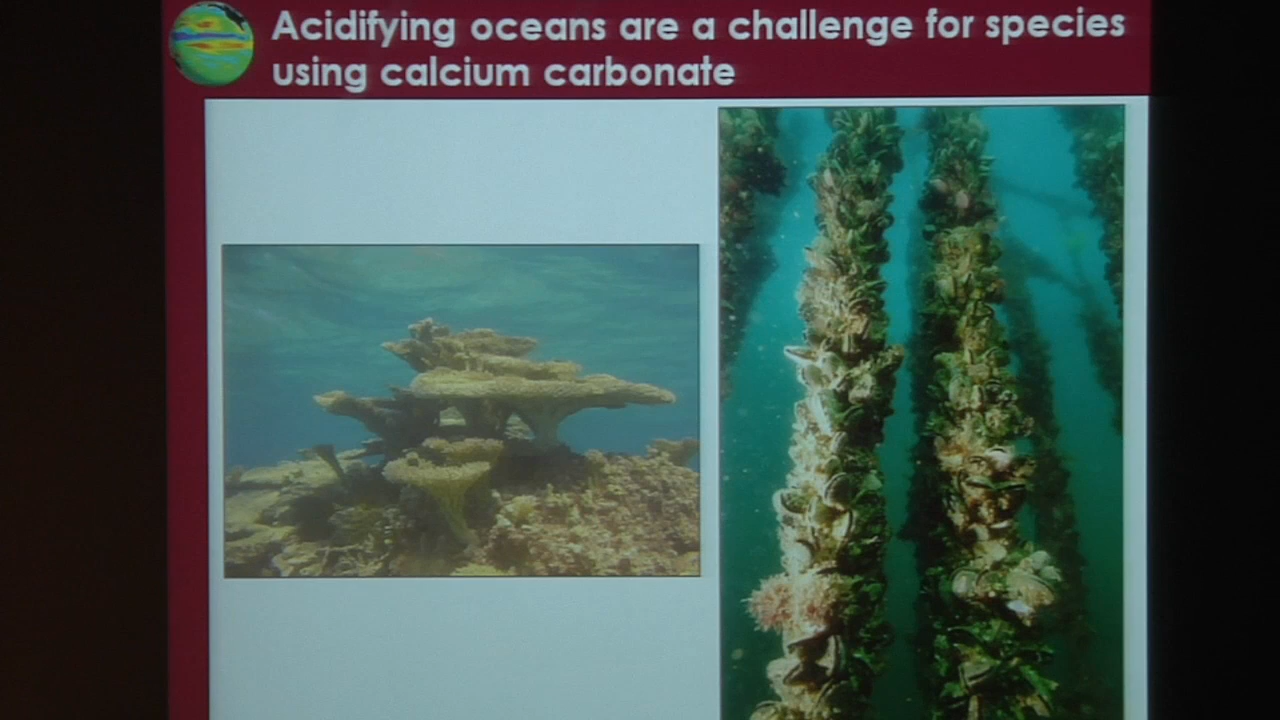 Acidifying oceans are a challenge for species
using calcium carbonate